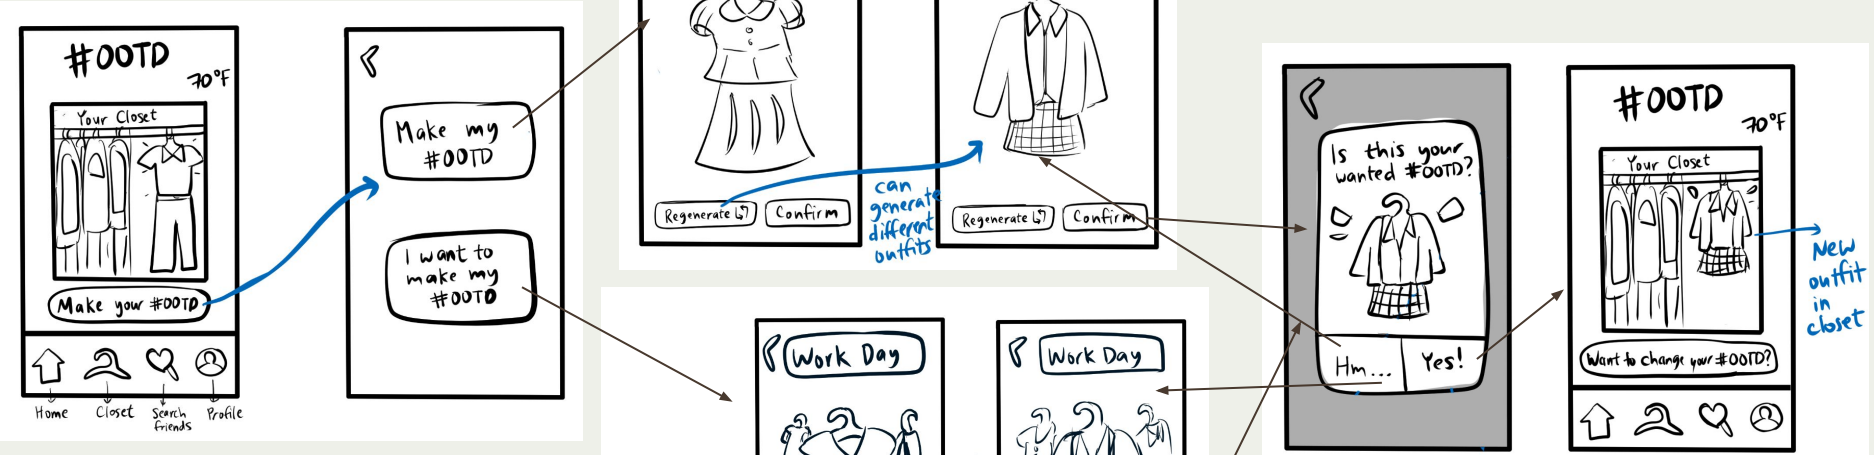 #OOTD
70°F
Your Closet
Make your #OOTD
Home
Closet
Search
friends
Profile
Make my
#OOTD
I want to
make my
#OOTD
Regenerate
Confirm
can
generate
different
outfits
Regenerate
Confirm
Work Day
Work Day
Is this your
wanted #OOTD?
Hm...
Yes!
#OOTD
70°F
Your Closet
Want to change your #OOTD?
New
outfit
in
closet